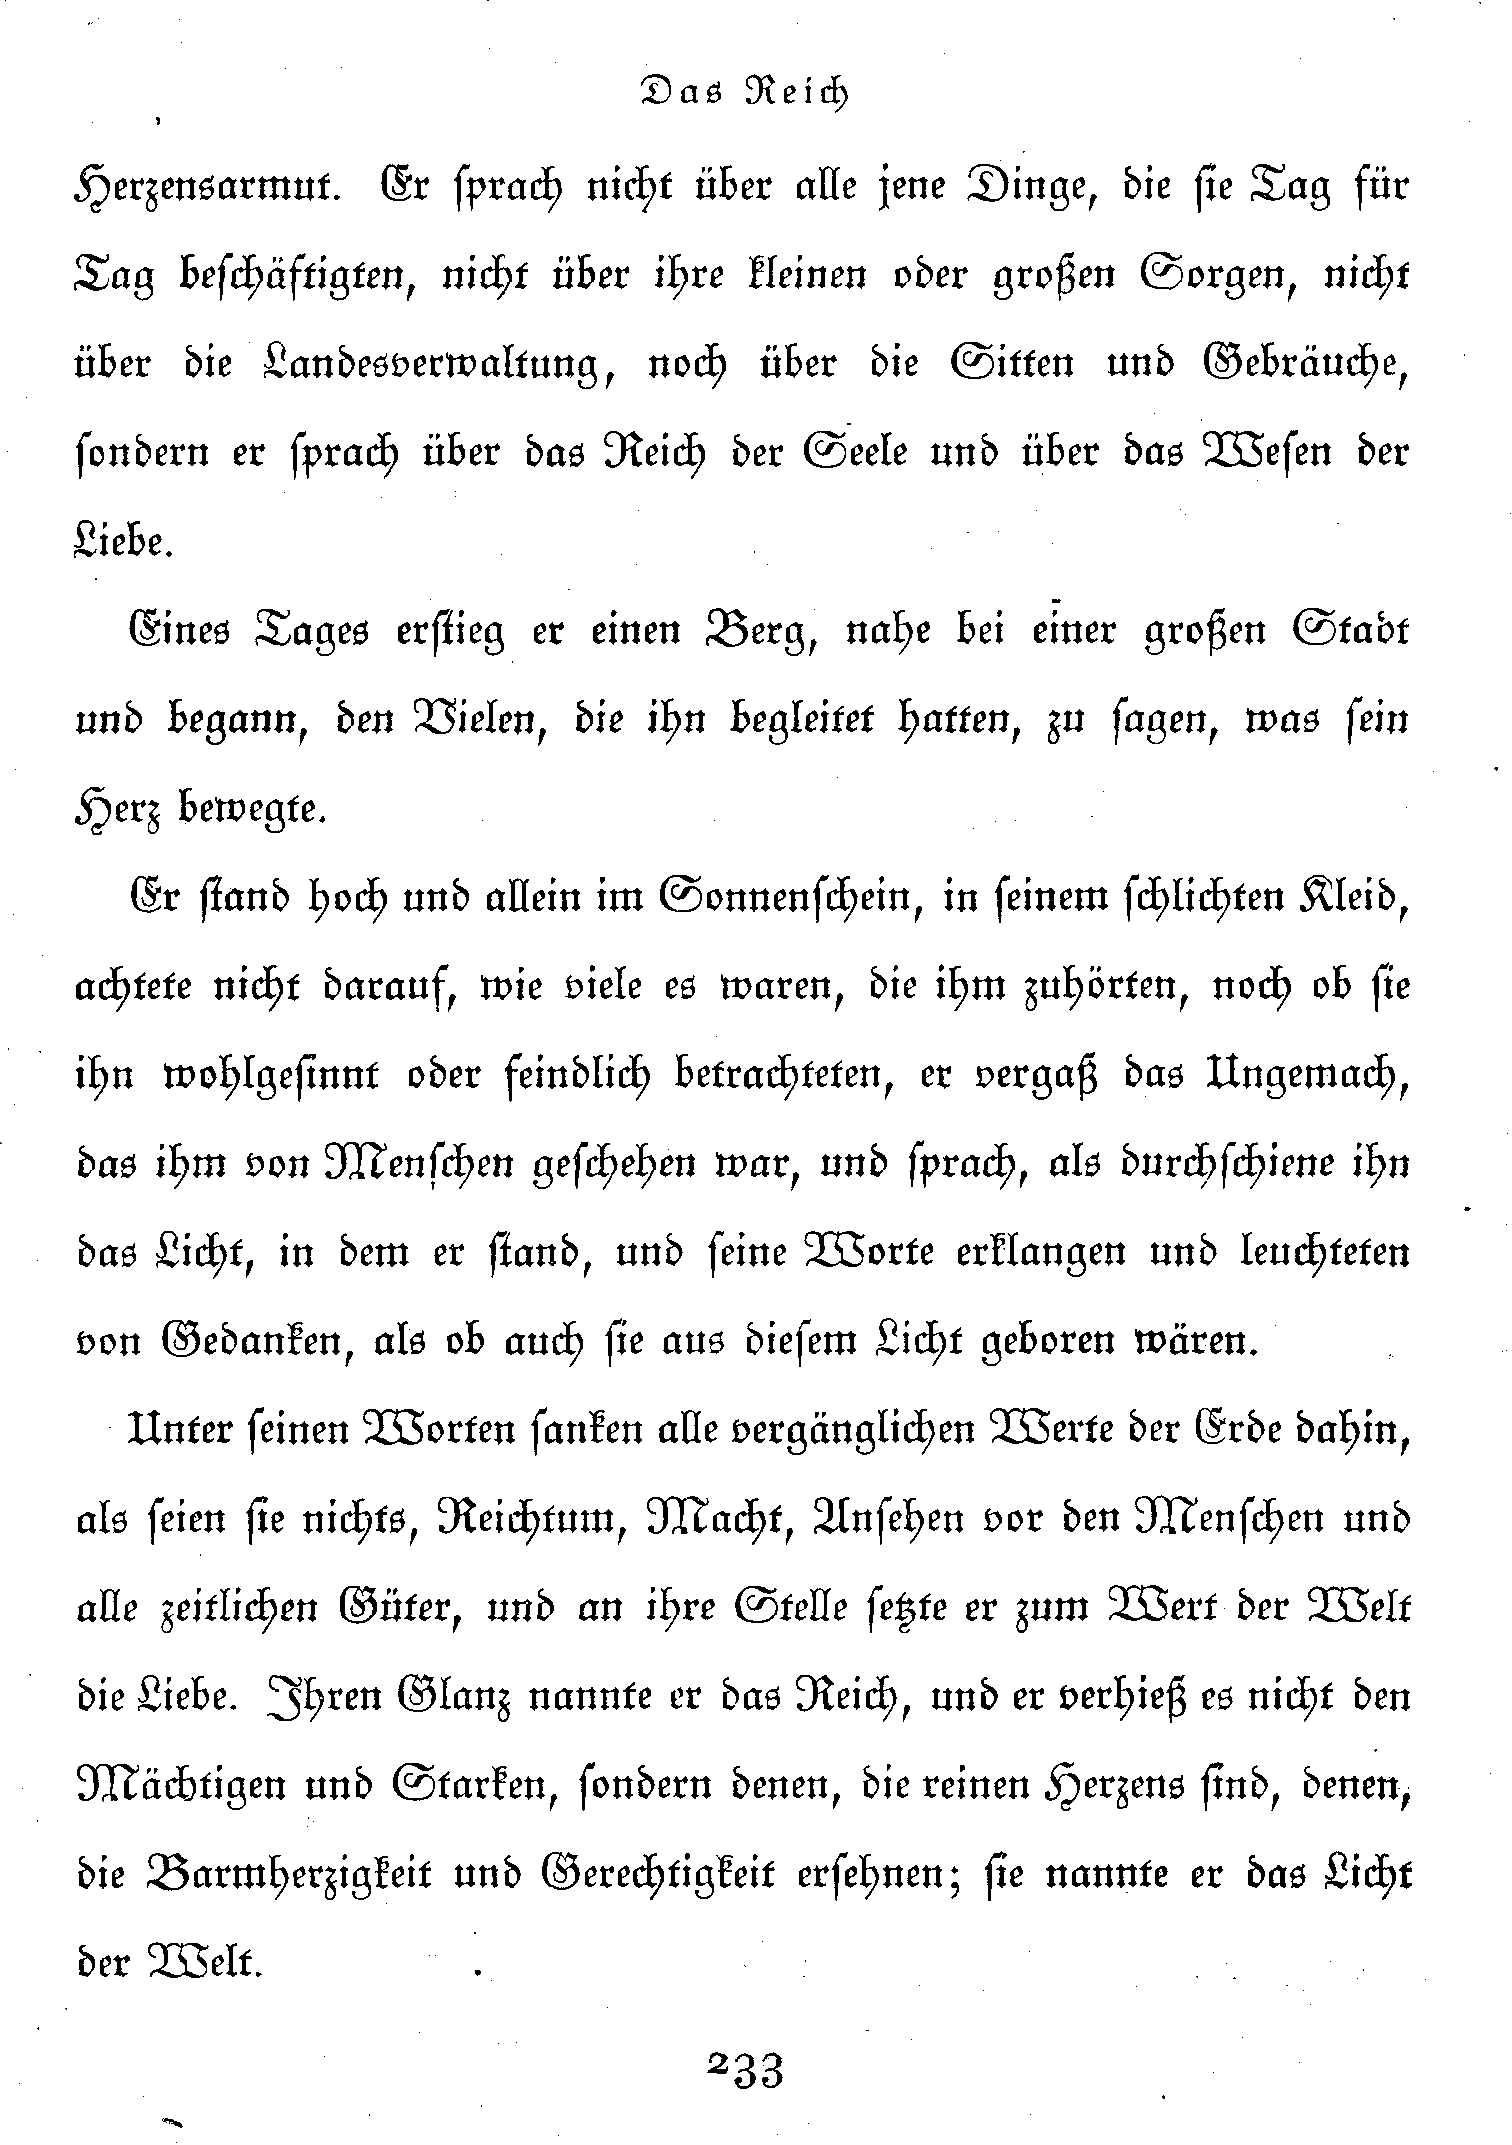 Das Reich
Herzensarmut. Er ſprach nicht über alle jene Dinge, die ſie Tag für
Tag beſchäftigten, nicht über ihre kleinen oder großen Sorgen, nicht
über die Landesverwaltung, noch über die Sitten und Gebräuche,
ſondern er ſprach über das Reich der Seele und über das Weſen der
Liebe.
Eines Tages erſtieg er einen Berg, nahe bei einer großen Stadt
und begann, den Vielen, die ihn begleitet hatten, zu ſagen, was ſein
Herz bewegte.
Er ſtand hoch und allein im Sonnenſchein, in ſeinem ſchlichten Kleid,
achtete nicht darauf, wie viele es waren, die ihm zuhörten, noch ob ſie
ihn wohlgeſinnt oder feindlich betrachteten, er vergaß das Ungemach,
das ihm von Menſchen geſchehen war, und ſprach, als durchſchiene ihn
das Licht, in dem er ſtand, und ſeine Worte erklangen und leuchteten
von Gedanken, als ob auch ſie aus dieſem Licht geboren wären.
Unter ſeinen Worten ſanken alle vergänglichen Werte der Erde dahin,
als ſeien ſie nichts, Reichtum, Macht, Anſehen vor den Menſchen und
alle zeitlichen Güter, und an ihre Stelle ſetzte er zum Wert der Welt
die Liebe. Ihren Glanz nannte er das Reich, und er verhieß es nicht den
Mächtigen und Starken, ſondern denen, die reinen Herzens ſind, denen,
die Barmherzigkeit und Gerechtigkeit erſehnen; ſie nannte er das Licht
der Welt.
233